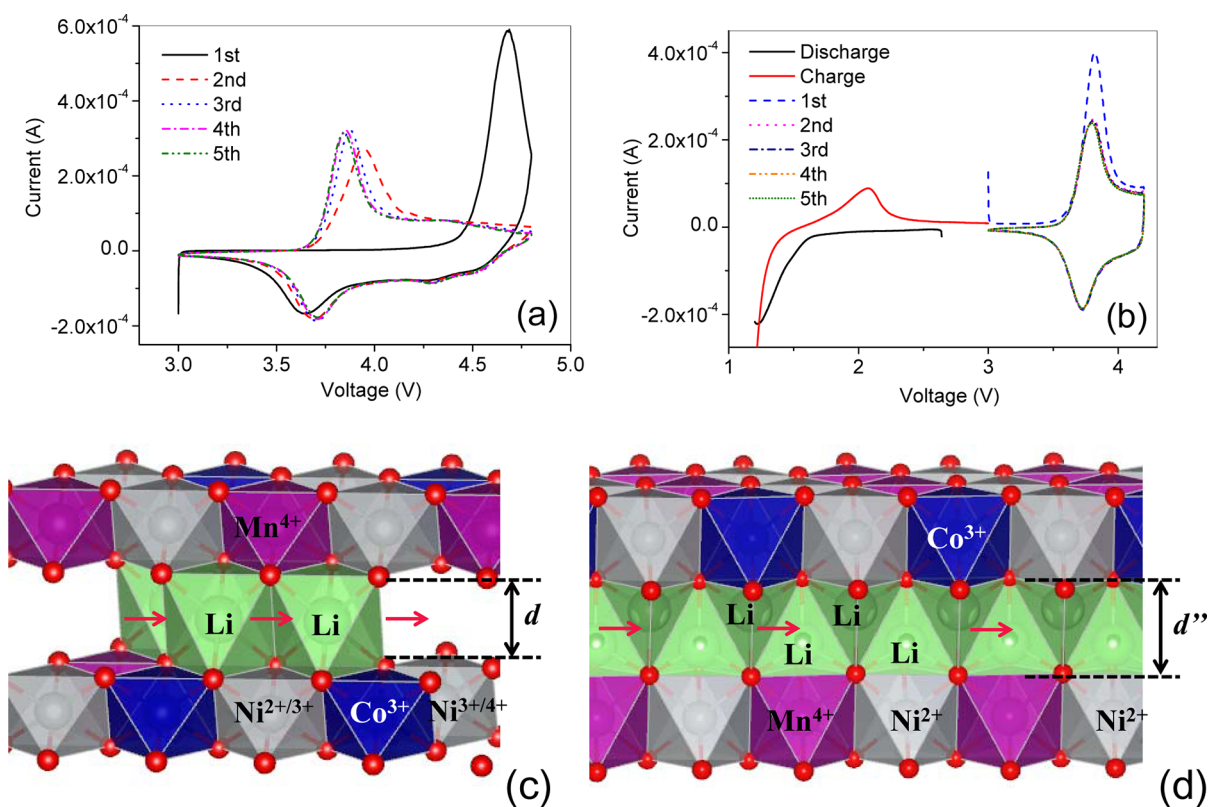 6.0x10⁻⁴
4.0x10⁻⁴
2.0x10⁻⁴
0.0
-2.0x10⁻⁴
Current (A)
1st
2nd
3rd
4th
5th
(a)
3.0 3.5 4.0 4.5 5.0
Voltage (V)
4.0x10⁻⁴
2.0x10⁻⁴
0.0
-2.0x10⁻⁴
Current (A)
Discharge
Charge
1st
2nd
3rd
4th
5th
(b)
1 2 3 4
Voltage (V)
Mn⁴⁺
Li Li
d
Ni²⁺/³⁺ Co³⁺ Ni³⁺/⁴⁺
(c)
Co³⁺
Li Li
Li Li
d”
Mn⁴⁺ Ni²⁺ Ni²⁺
(d)